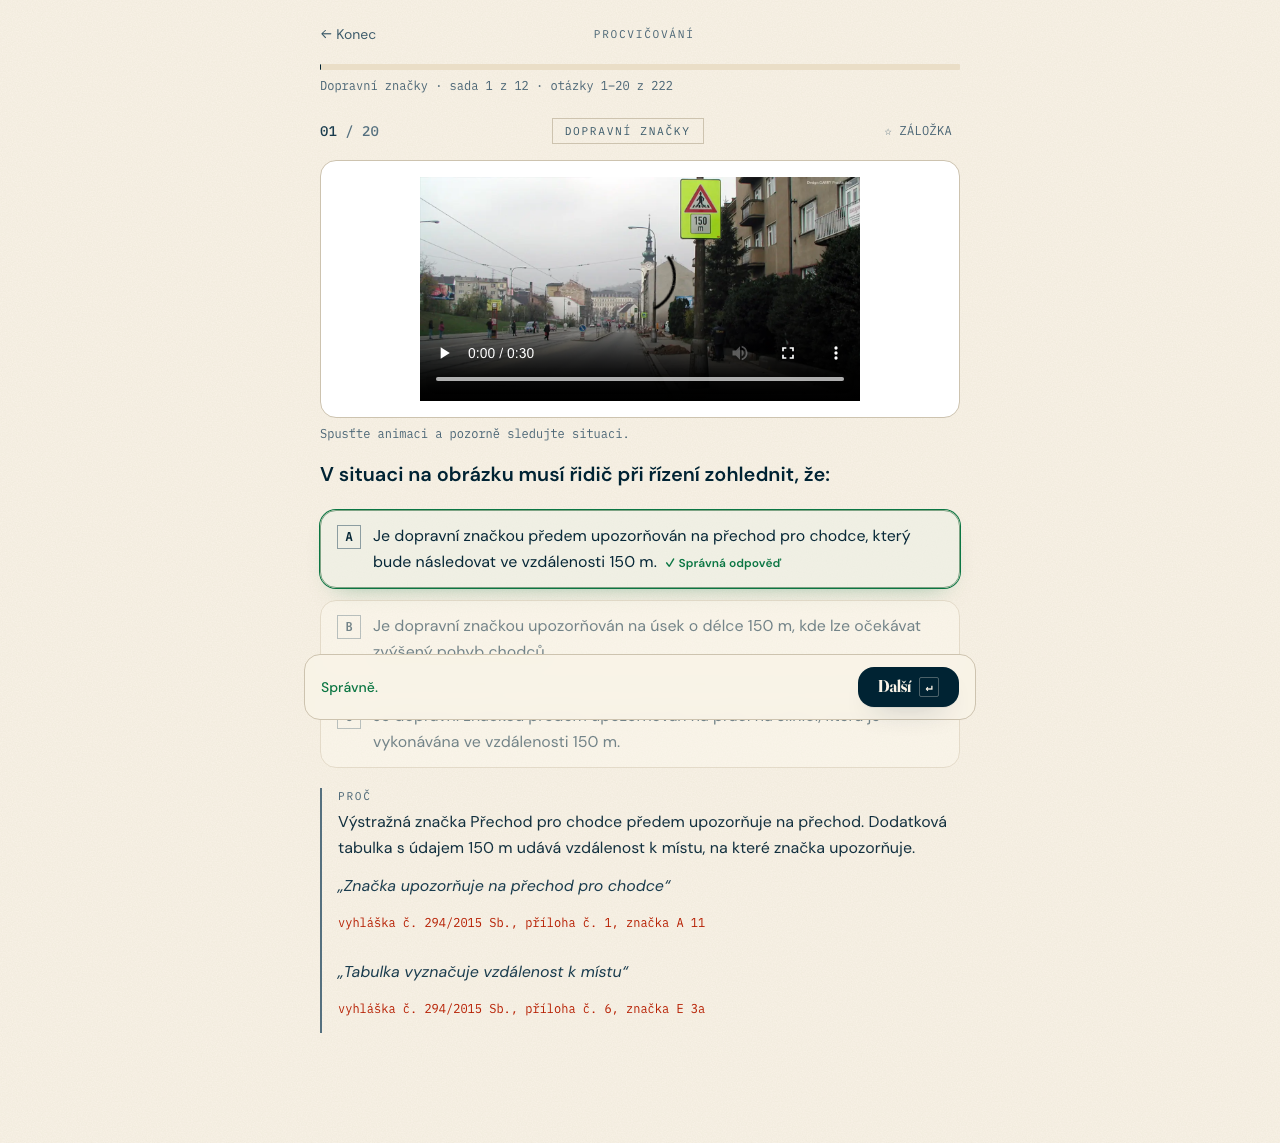 ← Konec
PROCVIČOVÁNÍ
Dopravní značky · sada 1 z 12 · otázky 1–20 z 222
01 / 20
DOPRAVNÍ ZNAČKY
☆ ZÁLOŽKA
150
m
0:00 / 0:30
Spusťte animaci a pozorně sledujte situaci.
V situaci na obrázku musí řidič při řízení zohlednit, že:
A
Je dopravní značkou předem upozorňován na přechod pro chodce, který
bude následovat ve vzdálenosti 150 m. ✓ Správná odpověď
B
Je dopravní značkou upozorňován na úsek o délce 150 m, kde lze očekávat
zvýšený pohyb chodců.
Správně.
Další ↵
vykonávána ve vzdálenosti 150 m.
PROČ
Výstražná značka Přechod pro chodce předem upozorňuje na přechod. Dodatková
tabulka s údajem 150 m udává vzdálenost k místu, na které značka upozorňuje.
„Značka upozorňuje na přechod pro chodce“
vyhláška č. 294/2015 Sb., příloha č. 1, značka A 11
„Tabulka vyznačuje vzdálenost k místu“
vyhláška č. 294/2015 Sb., příloha č. 6, značka E 3a